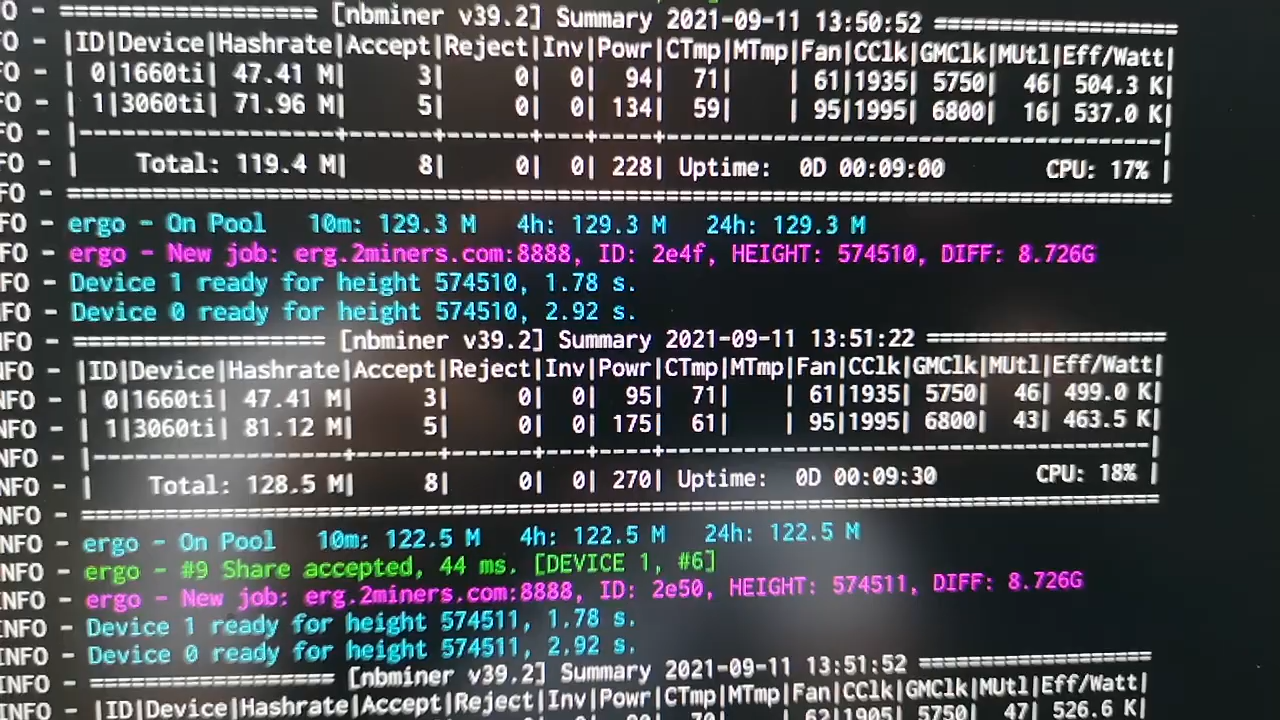 FO - ================== [nbminer v39.2] Summary 2021-09-11 13:50:52 ==================
FO - |ID|Device|Hashrate|Accept|Reject|Inv|Powr|CTmp|MTmp|Fan|CClk|GMClk|MUtl|Eff/Watt|
FO - | 0|1660ti| 47.41 M| 3| 0| 0| 94| 71| | 61|1935| 5750| 46| 504.3 K|
FO - | 1|3060ti| 71.96 M| 5| 0| 0| 134| 59| | 95|1995| 6800| 16| 537.0 K|
FO - |------------------+------+------+---+----+---------------------------------------|
FO - | Total: 119.4 M| 8| 0| 0| 228| Uptime: 0D 00:09:00 CPU: 17% |
FO - ==================================================================================
FO - ergo - On Pool 10m: 129.3 M 4h: 129.3 M 24h: 129.3 M
FO - ergo - New job: erg.2miners.com:8888, ID: 2e4f, HEIGHT: 574510, DIFF: 8.726G
FO - Device 1 ready for height 574510, 1.78 s.
FO - Device 0 ready for height 574510, 2.92 s.
FO - ================== [nbminer v39.2] Summary 2021-09-11 13:51:22 ==================
NFO - |ID|Device|Hashrate|Accept|Reject|Inv|Powr|CTmp|MTmp|Fan|CClk|GMClk|MUtl|Eff/Watt|
NFO - | 0|1660ti| 47.41 M| 3| 0| 0| 95| 71| | 61|1935| 5750| 46| 499.0 K|
NFO - | 1|3060ti| 81.12 M| 5| 0| 0| 175| 61| | 95|1995| 6800| 43| 463.5 K|
NFO - |------------------+------+------+---+----+---------------------------------------|
NFO - | Total: 128.5 M| 8| 0| 0| 270| Uptime: 0D 00:09:30 CPU: 18% |
NFO - ==================================================================================
NFO - ergo - On Pool 10m: 122.5 M 4h: 122.5 M 24h: 122.5 M
INFO - ergo - #9 Share accepted, 44 ms. [DEVICE 1, #6]
INFO - ergo - New job: erg.2miners.com:8888, ID: 2e50, HEIGHT: 574511, DIFF: 8.726G
INFO - Device 1 ready for height 574511, 1.78 s.
INFO - Device 0 ready for height 574511, 2.92 s.
INFO - ================== [nbminer v39.2] Summary 2021-09-11 13:51:52 ==================
INFO - |ID|Device|Hashrate|Accept|Reject|Inv|Powr|CTmp|MTmp|Fan|CClk|GMClk|MUtl|Eff/Watt|
62|1905| 5750| 47| 526.6 K|